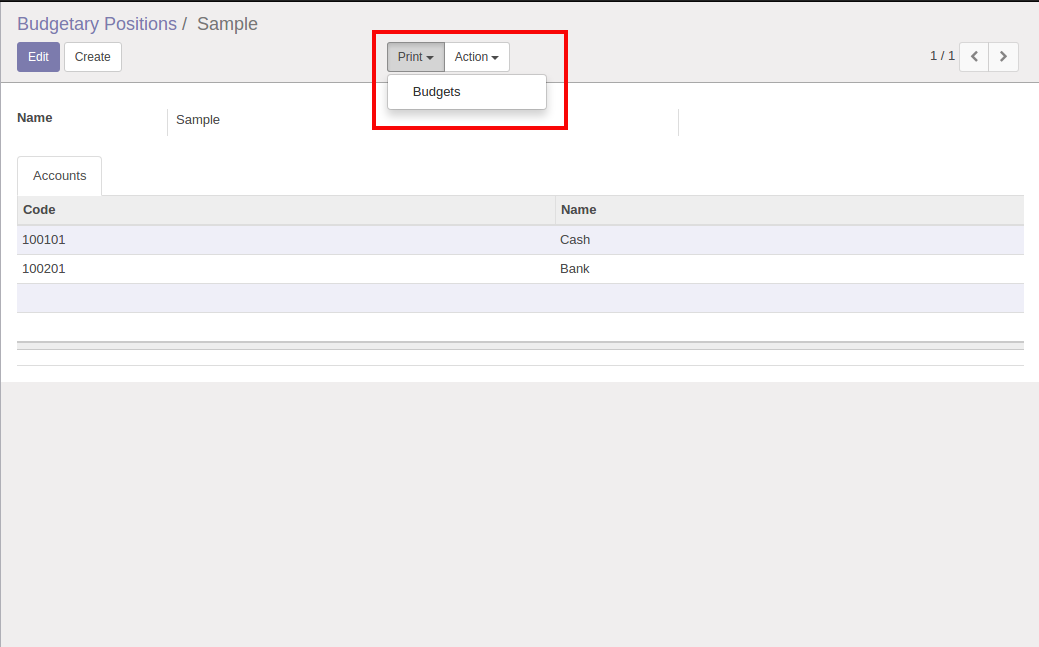 Budgetary Positions / Sample
Edit Create Print Action 1 / 1
Budgets
Name Sample
Accounts
Code Name
100101 Cash
100201 Bank